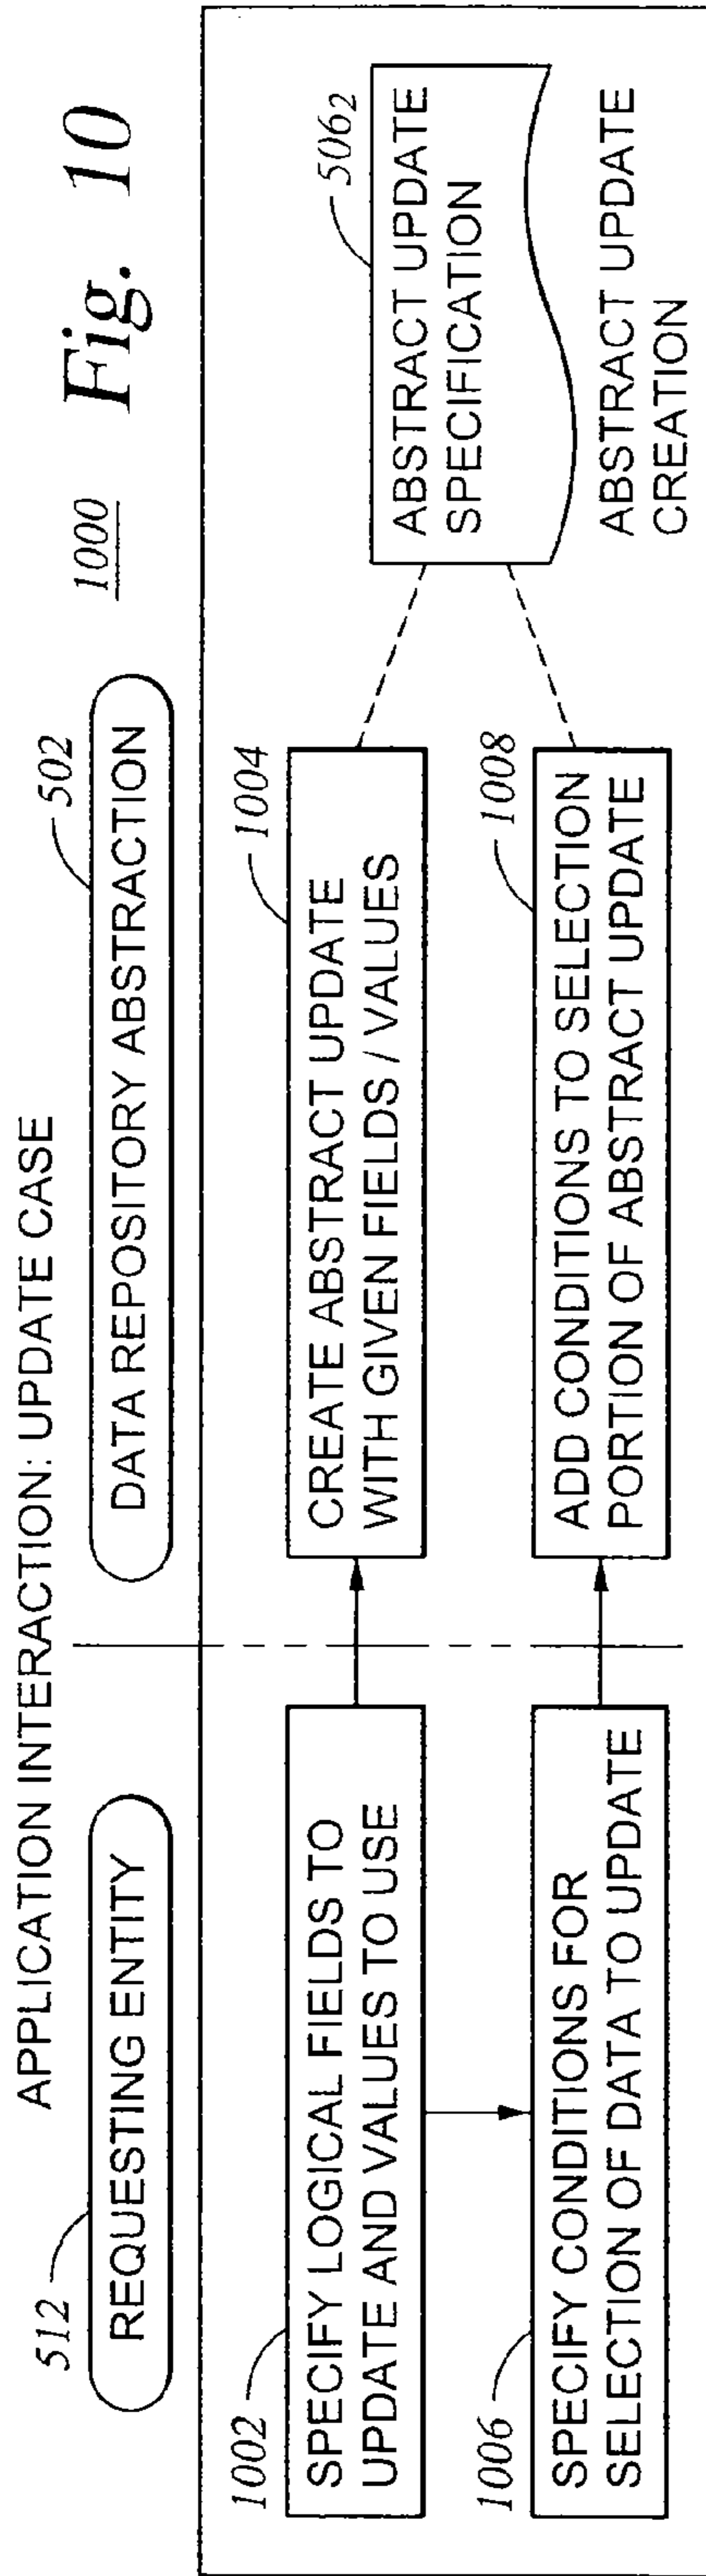 APPLICATION INTERACTION: UPDATE CASE
1000
Fig. 10
512
REQUESTING ENTITY
502
DATA REPOSITORY ABSTRACTION
1002
SPECIFY LOGICAL FIELDS TO
UPDATE AND VALUES TO USE
1004
CREATE ABSTRACT UPDATE
WITH GIVEN FIELDS / VALUES
1006
SPECIFY CONDITIONS FOR
SELECTION OF DATA TO UPDATE
1008
ADD CONDITIONS TO SELECTION
PORTION OF ABSTRACT UPDATE
506₂
ABSTRACT UPDATE
SPECIFICATION
ABSTRACT UPDATE
CREATION